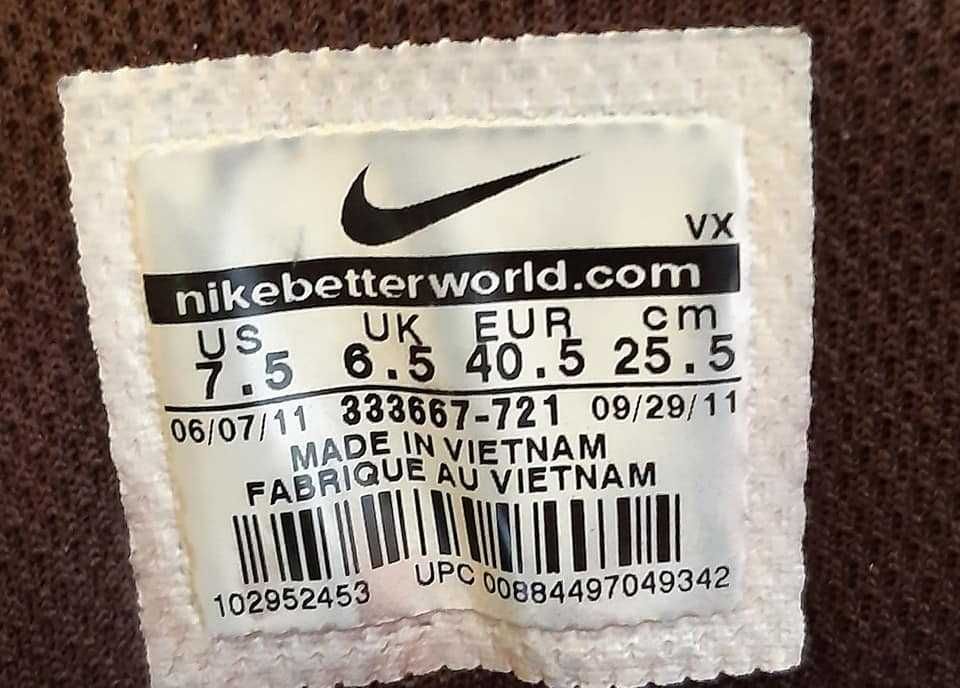 VX
nikebetterworld.com
US UK EUR cm
7.5 6.5 40.5 25.5
06/07/11 333667-721 09/29/11
MADE IN VIETNAM
FABRIQUE AU VIETNAM
102952453 UPC 00884497049342